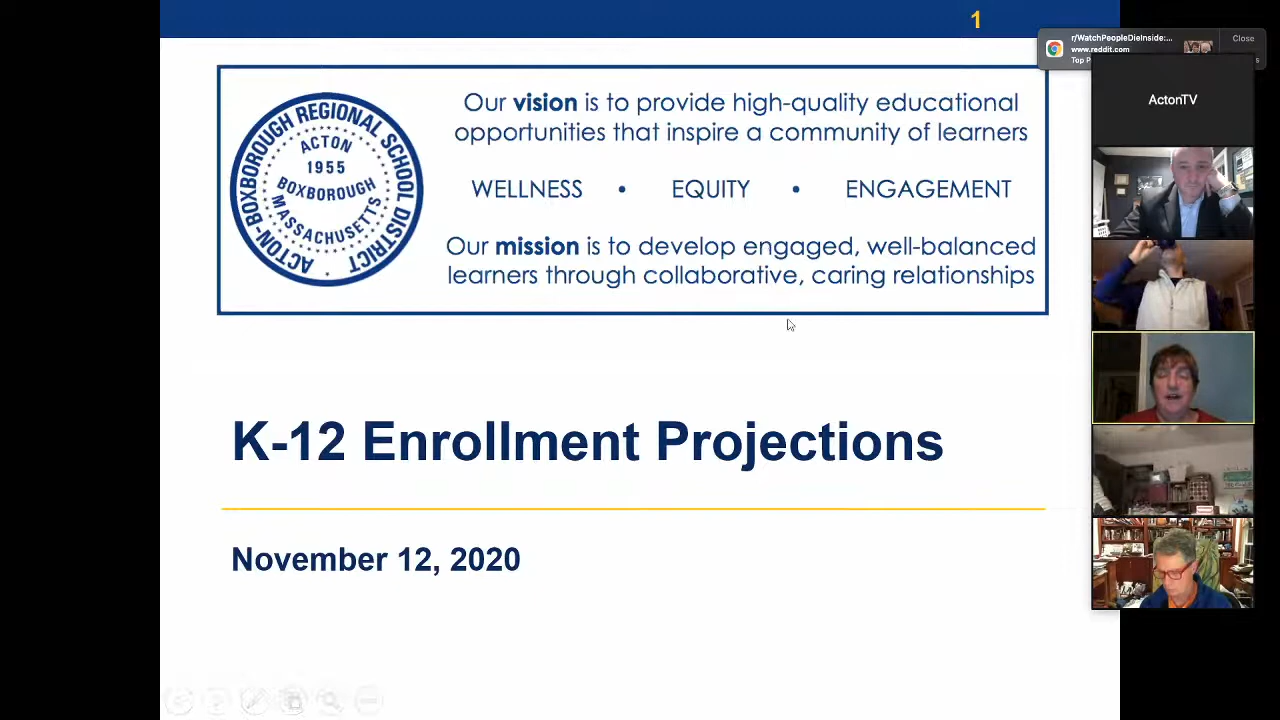 1
r/WatchPeopleDieInside:...
www.reddit.com
Top P
Close
ActonTV
ACTON-BOXBOROUGH REGIONAL SCHOOL DISTRICT
ACTON
1955
BOXBOROUGH
MASSACHUSETTS
Our vision is to provide high-quality educational
opportunities that inspire a community of learners
WELLNESS • EQUITY • ENGAGEMENT
Our mission is to develop engaged, well-balanced
learners through collaborative, caring relationships
K-12 Enrollment Projections
November 12, 2020